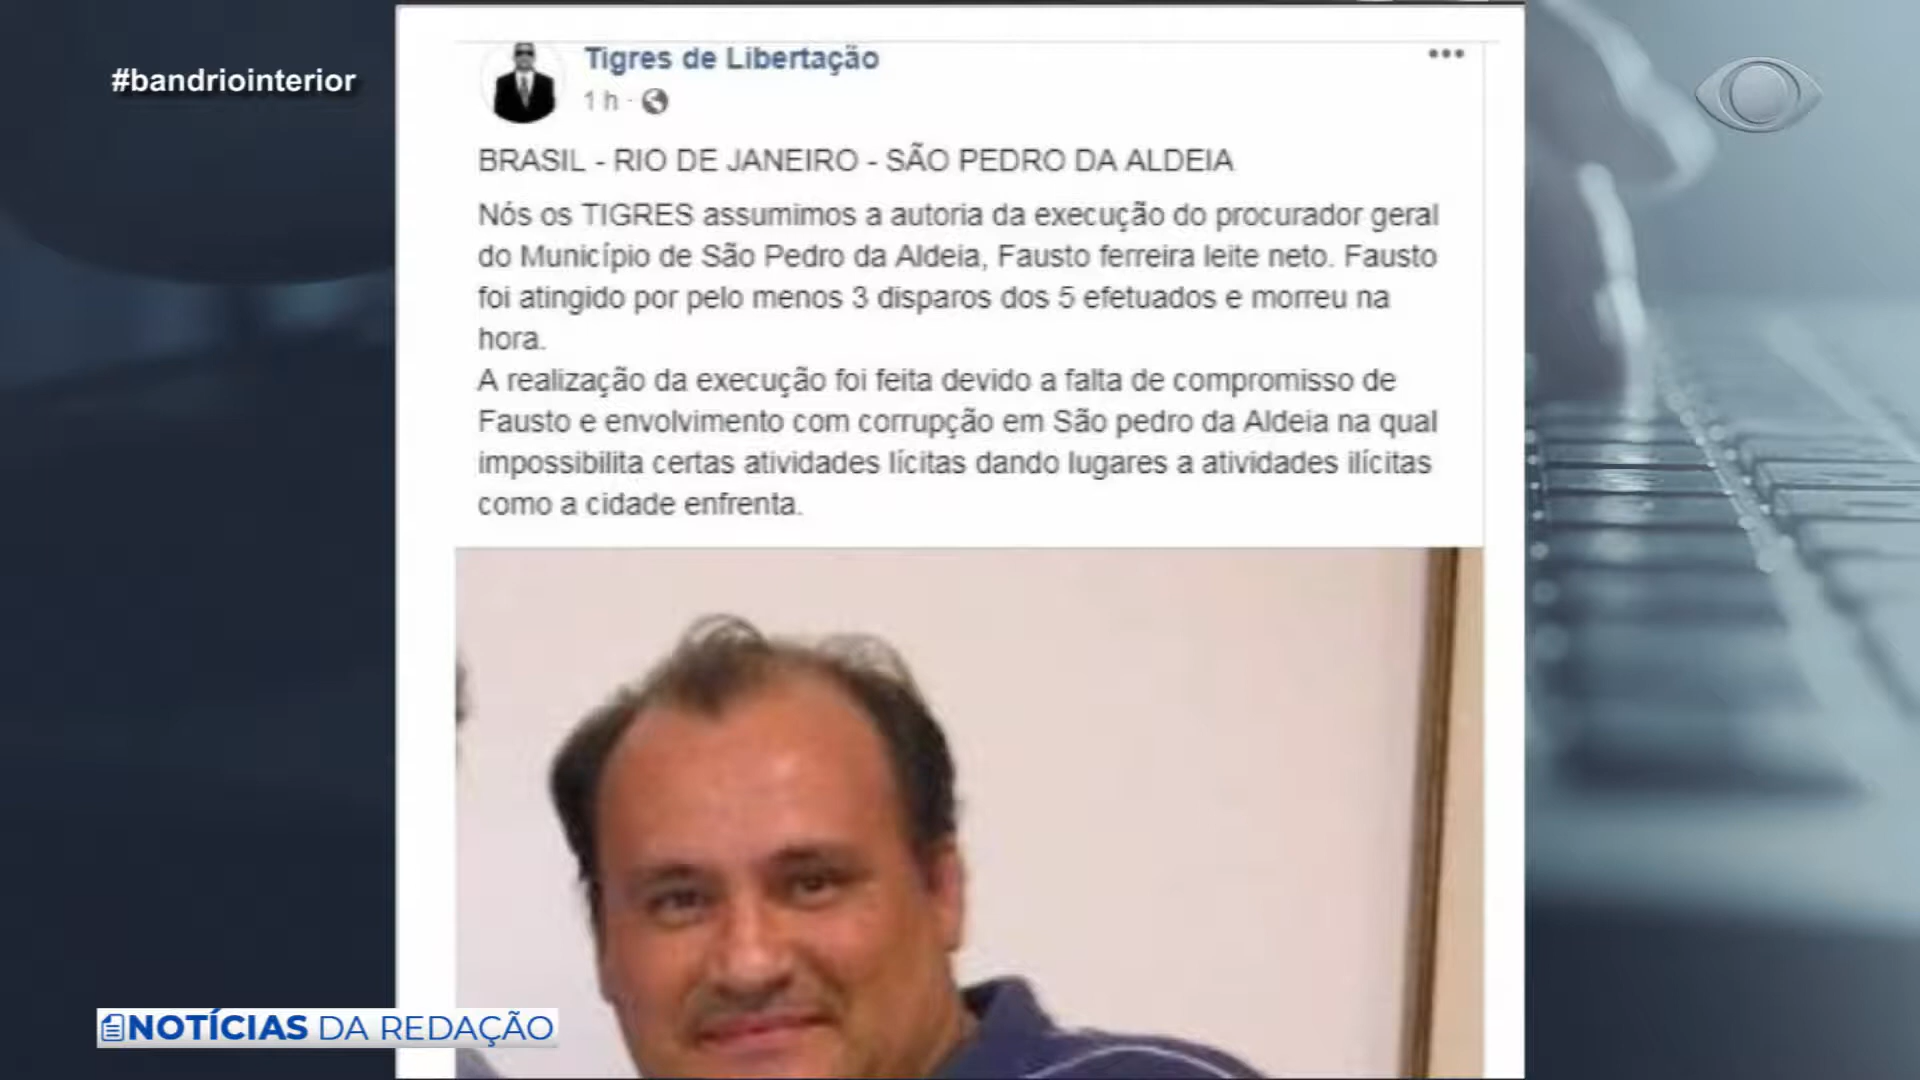 #bandriointerior
Tigres de Libertação
1 h ·
BRASIL - RIO DE JANEIRO - SÃO PEDRO DA ALDEIA
Nós os TIGRES assumimos a autoria da execução do procurador geral
do Município de São Pedro da Aldeia, Fausto ferreira leite neto. Fausto
foi atingido por pelo menos 3 disparos dos 5 efetuados e morreu na
hora.
A realização da execução foi feita devido a falta de compromisso de
Fausto e envolvimento com corrupção em São pedro da Aldeia na qual
impossibilita certas atividades lícitas dando lugares a atividades ilícitas
como a cidade enfrenta.
NOTÍCIAS DA REDAÇÃO